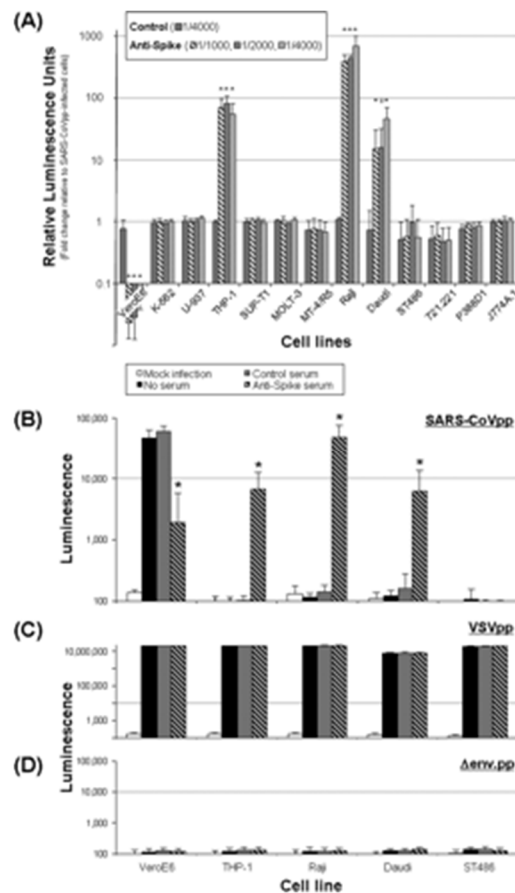 (A)
Control (1/4000)
Anti-Spike (1/1000, 1/2000, 1/4000)
Relative Luminescence Units
(Fold change relative to SARS-CoVpp-infected cells)
1000
100
10
1
0.1
***
***
***
***
VeroE6
K-562
U-937
THP-1
SUP-T1
MOLT-3
MT-4R5
Raji
Daudi
ST486
721.221
P388D1
J774A.1
Cell lines
Mock infection
Control serum
No serum
Anti-Spike serum
(B)
SARS-CoVpp
Luminescence
100,000
10,000
1,000
100
*
*
*
*
(C)
VSVpp
Luminescence
10,000,000
100,000
1,000
(D)
Δenv.pp
Luminescence
100,000
10,000
1,000
100
VeroE6
THP-1
Raji
Daudi
ST486
Cell line